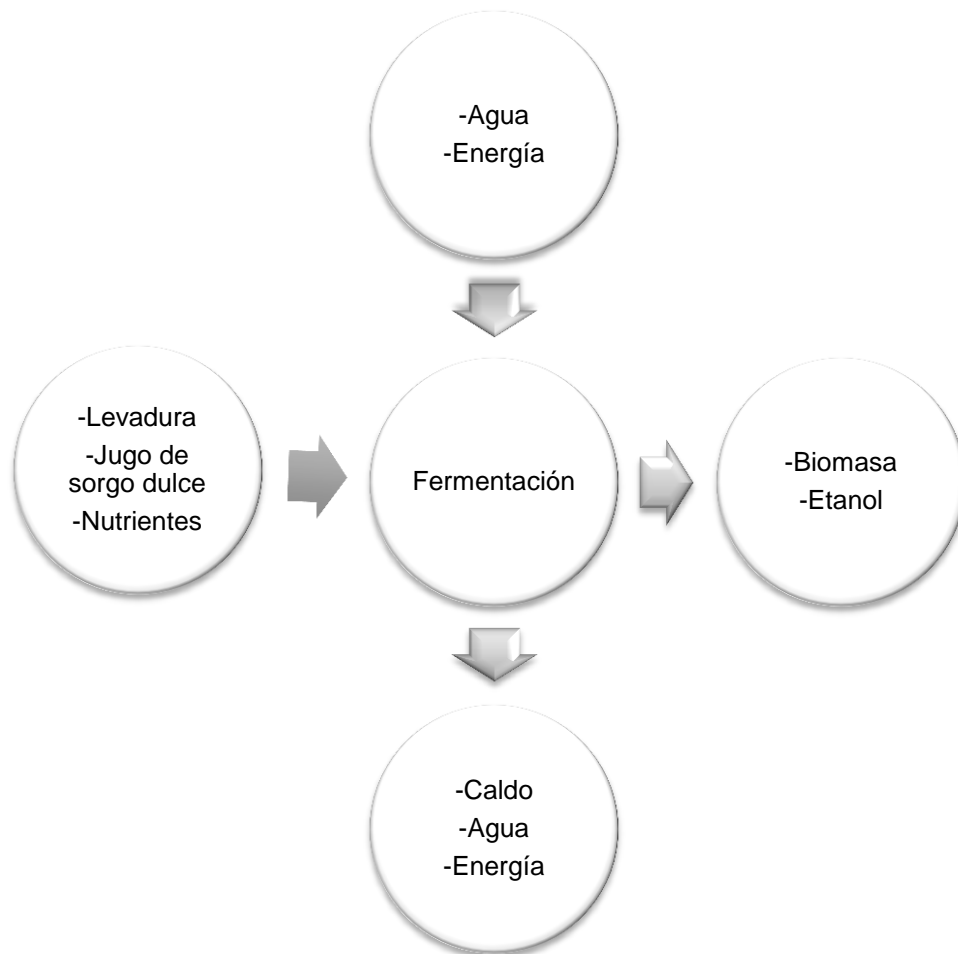 -Agua
-Energía
-Levadura
-Jugo de
sorgo dulce
-Nutrientes
Fermentación
-Biomasa
-Etanol
-Caldo
-Agua
-Energía